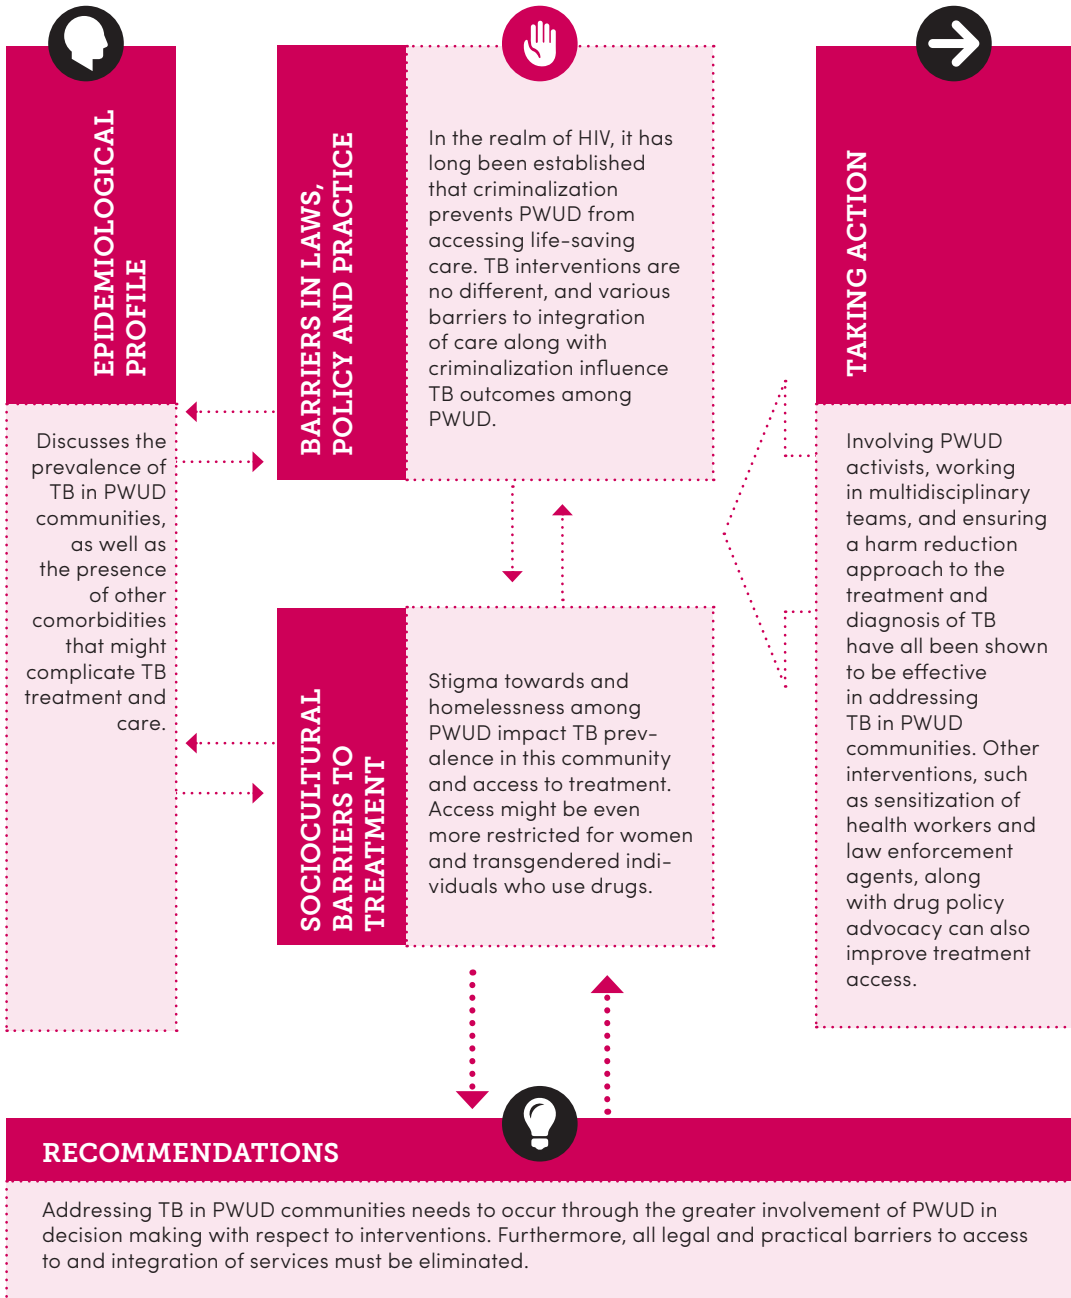 EPIDEMIOLOGICAL
PROFILE
Discusses the
prevalence of
TB in PWUD
communities,
as well as
the presence
of other
comorbidities
that might
complicate TB
treatment and
care.
BARRIERS IN LAWS,
POLICY AND PRACTICE
In the realm of HIV, it has
long been established
that criminalization
prevents PWUD from
accessing life-saving
care. TB interventions are
no different, and various
barriers to integration
of care along with
criminalization influence
TB outcomes among
PWUD.
SOCIOCULTURAL
BARRIERS TO
TREATMENT
Stigma towards and
homelessness among
PWUD impact TB prev-
alence in this community
and access to treatment.
Access might be even
more restricted for women
and transgendered indi-
viduals who use drugs.
TAKING ACTION
Involving PWUD
activists, working
in multidisciplinary
teams, and ensuring
a harm reduction
approach to the
treatment and
diagnosis of TB
have all been shown
to be effective
in addressing
TB in PWUD
communities. Other
interventions, such
as sensitization of
health workers and
law enforcement
agents, along
with drug policy
advocacy can also
improve treatment
access.
RECOMMENDATIONS
Addressing TB in PWUD communities needs to occur through the greater involvement of PWUD in
decision making with respect to interventions. Furthermore, all legal and practical barriers to access
to and integration of services must be eliminated.